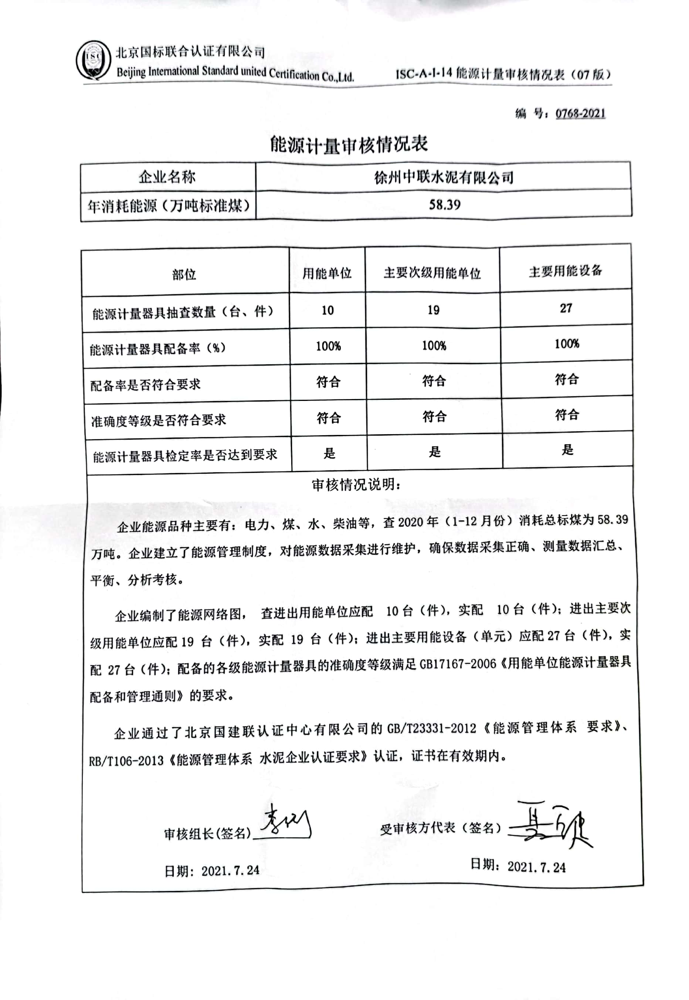 ISC
北京国标联合认证有限公司
Beijing International Standard united Certification Co.,Ltd.
ISC-A-I-14 能源计量审核情况表（07 版）
编 号：0768-2021
能源计量审核情况表
企业名称 徐州中联水泥有限公司
年消耗能源（万吨标准煤） 58.39
部位 用能单位 主要次级用能单位 主要用能设备
能源计量器具抽查数量（台、件） 10 19 27
能源计量器具配备率（%） 100% 100% 100%
配备率是否符合要求 符合 符合 符合
准确度等级是否符合要求 符合 符合 符合
能源计量器具检定率是否达到要求 是 是 是
审核情况说明：
企业能源品种主要有：电力、煤、水、柴油等，查 2020 年（1-12 月份）消耗总标煤为 58.39
万吨。企业建立了能源管理制度，对能源数据采集进行维护，确保数据采集正确、测量数据汇总、
平衡、分析考核。
企业编制了能源网络图， 查进出用能单位应配 10 台（件），实配 10 台（件）；进出主要次
级用能单位应配 19 台（件），实配 19 台（件）；进出主要用能设备（单元）应配 27 台（件），实
配 27 台（件）；配备的各级能源计量器具的准确度等级满足 GB17167-2006《用能单位能源计量器具
配备和管理通则》的要求。
企业通过了北京国建联认证中心有限公司的 GB/T23331-2012《能源管理体系 要求》、
RB/T106-2013《能源管理体系 水泥企业认证要求》认证，证书在有效期内。
审核组长(签名)
受审核方代表（签名）
日期: 2021.7.24
日期: 2021.7.24